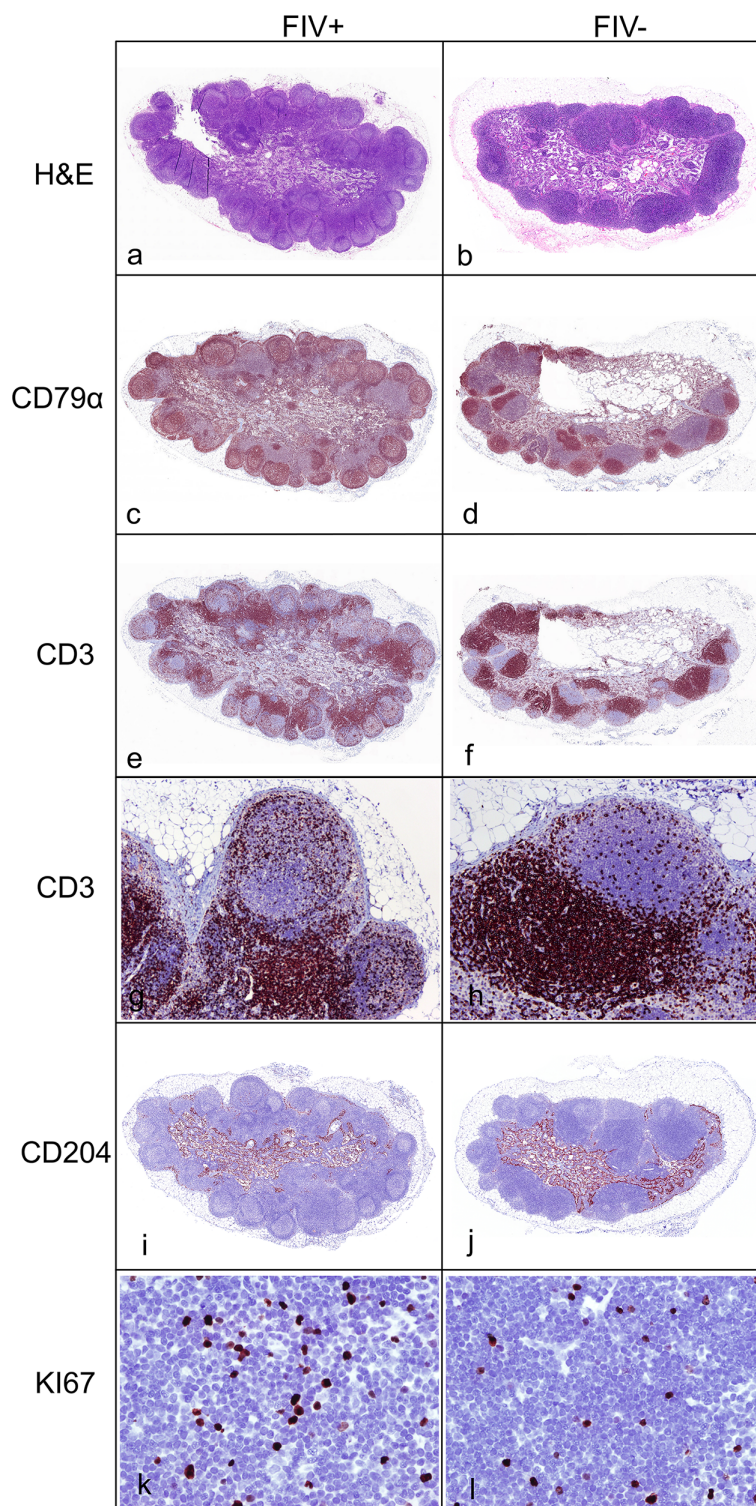 FIV+ FIV-
H&E a b
CD79α c d
CD3 e f
CD3 g h
CD204 i j
KI67 k l